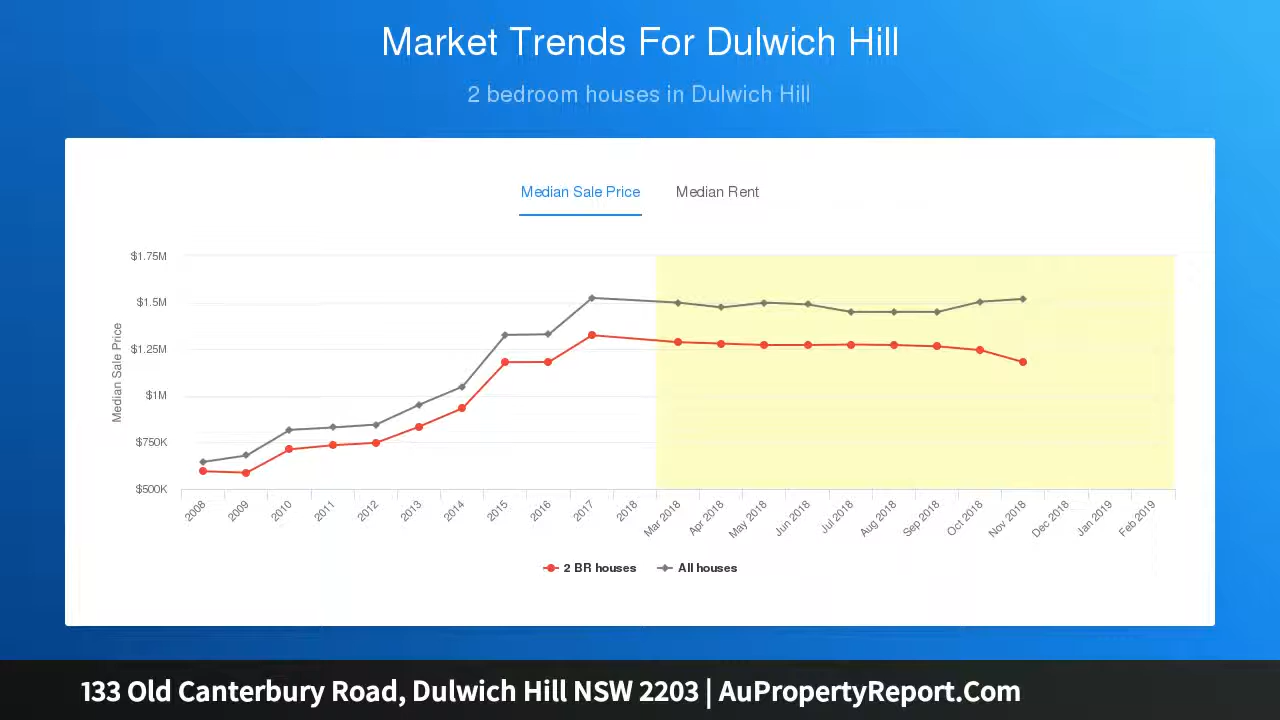 Market Trends For Dulwich Hill
2 bedroom houses in Dulwich Hill
Median Sale Price Median Rent
Median Sale Price
$1.75M
$1.5M
$1.25M
$1M
$750K
$500K
2008 2009 2010 2011 2012 2013 2014 2015 2016 2017 2018 Mar 2018 Apr 2018 May 2018 Jun 2018 Jul 2018 Aug 2018 Sep 2018 Oct 2018 Nov 2018 Dec 2018 Jan 2019 Feb 2019
2 BR houses All houses
133 Old Canterbury Road, Dulwich Hill NSW 2203 | AuPropertyReport.Com